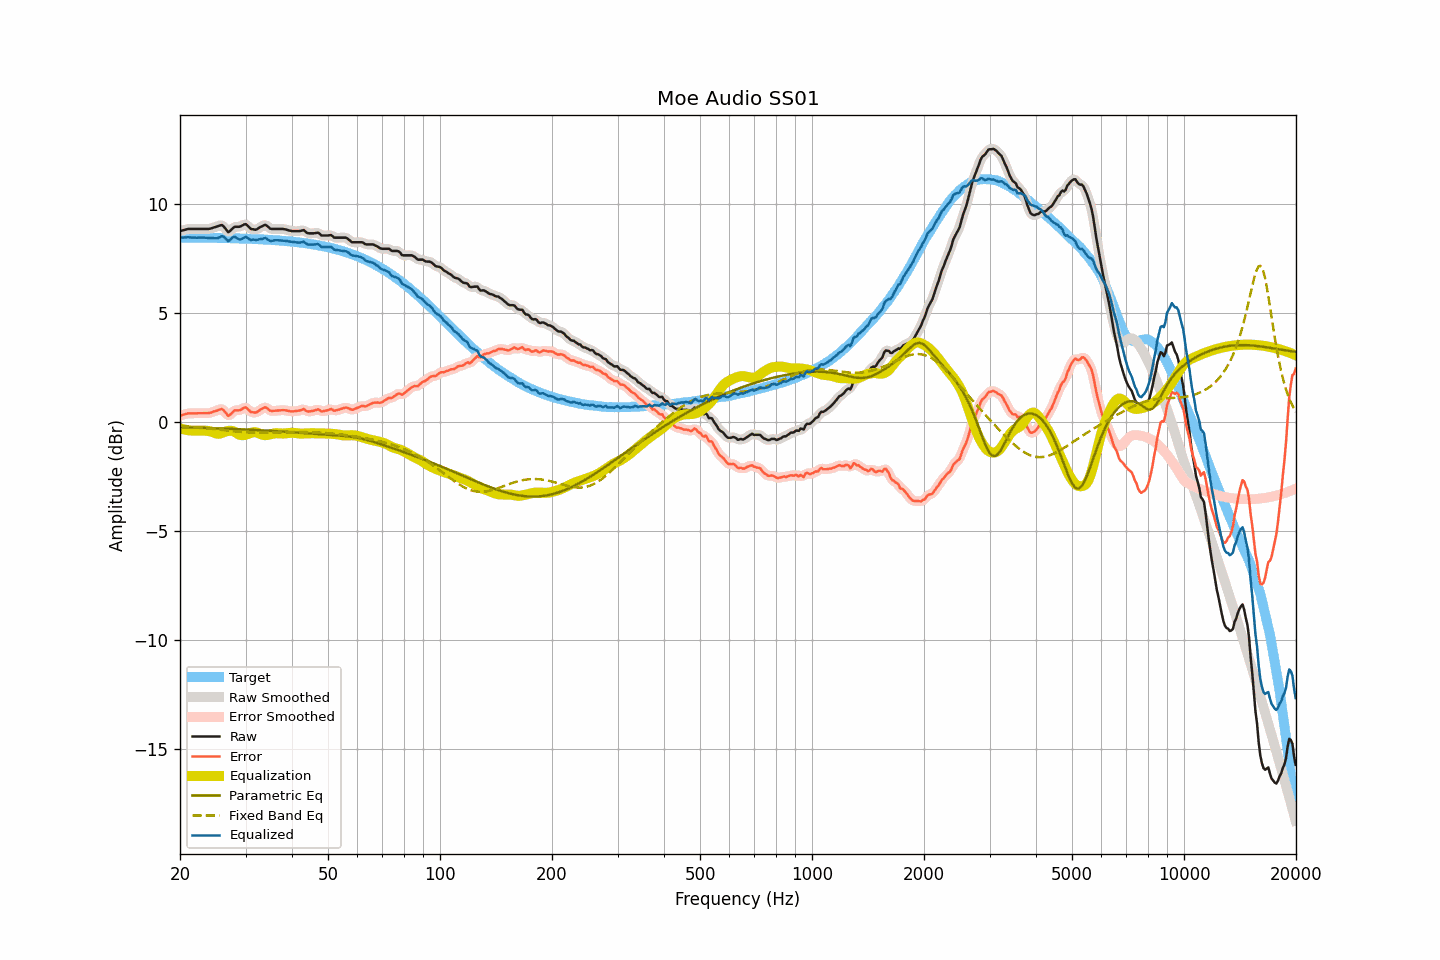 Moe Audio SS01
Amplitude (dBr)
10
5
0
−5
−10
−15
Target
Raw Smoothed
Error Smoothed
Raw
Error
Equalization
Parametric Eq
Fixed Band Eq
Equalized
20 50 100 200 500 1000 2000 5000 10000 20000
Frequency (Hz)